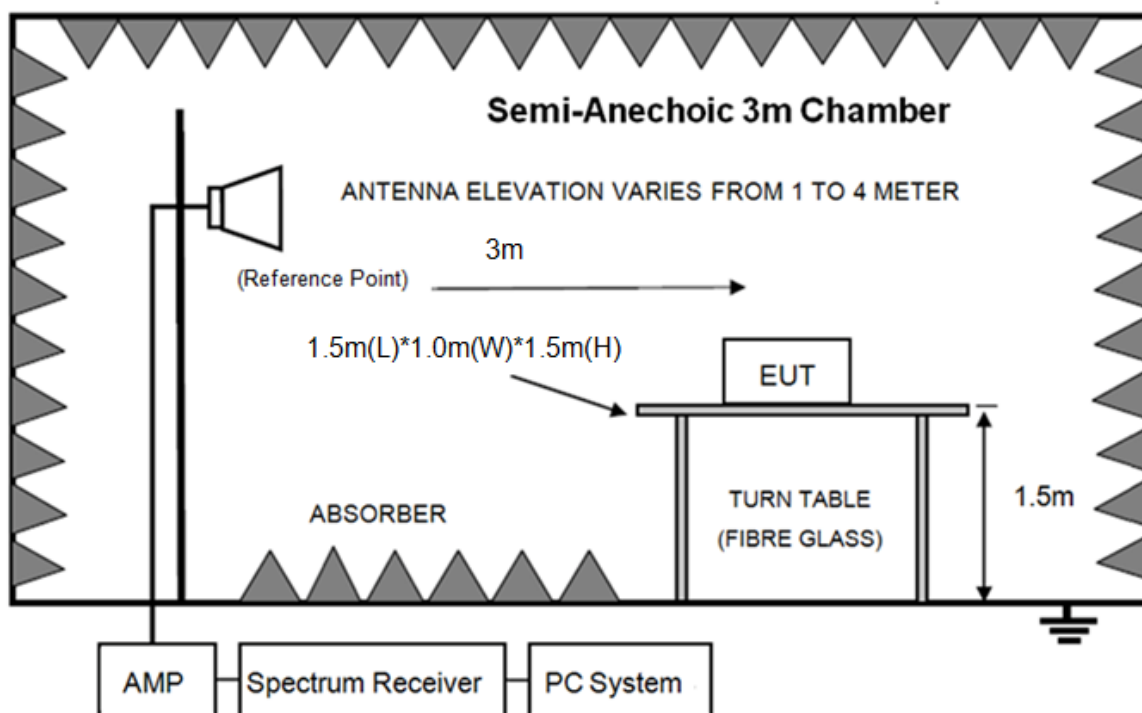 Semi-Anechoic 3m Chamber
ANTENNA ELEVATION VARIES FROM 1 TO 4 METER
3m
(Reference Point)
1.5m(L)*1.0m(W)*1.5m(H)
EUT
1.5m
TURN TABLE
(FIBRE GLASS)
ABSORBER
AMP
Spectrum Receiver
PC System